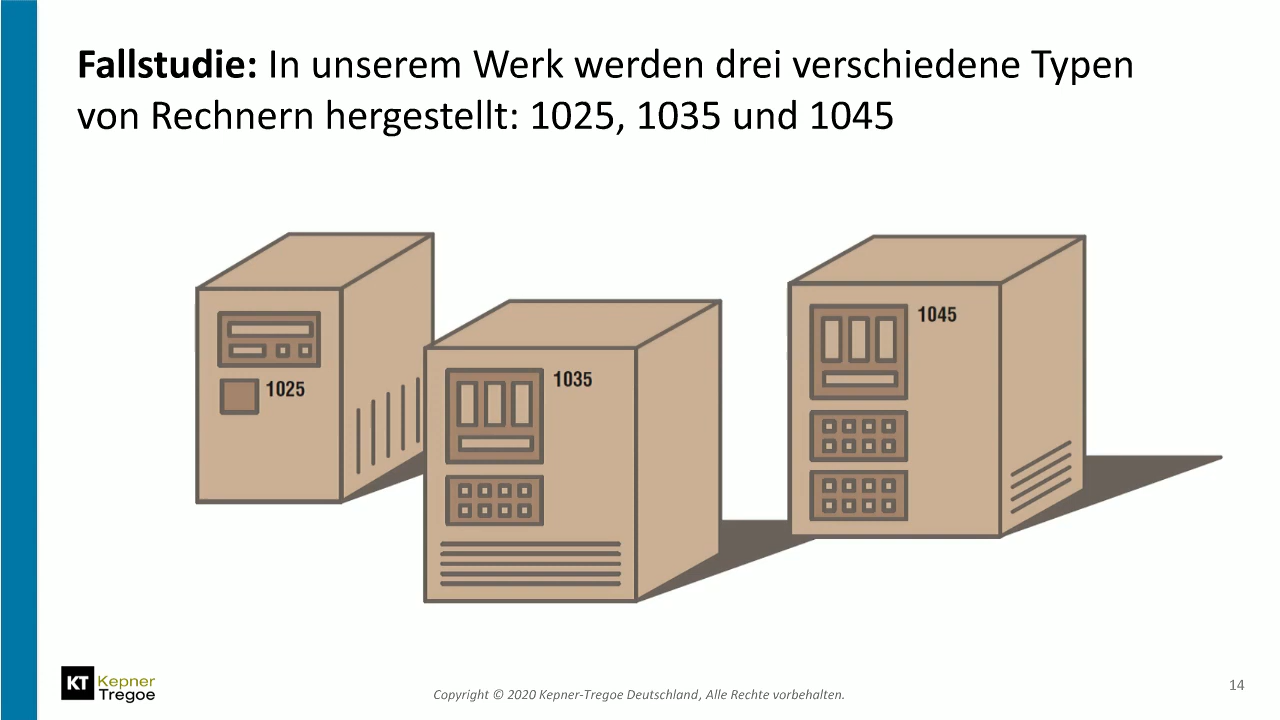 Fallstudie: In unserem Werk werden drei verschiedene Typen
von Rechnern hergestellt: 1025, 1035 und 1045
1025
1035
1045
KT Kepner
Tregoe
Copyright © 2020 Kepner-Tregoe Deutschland, Alle Rechte vorbehalten.
14